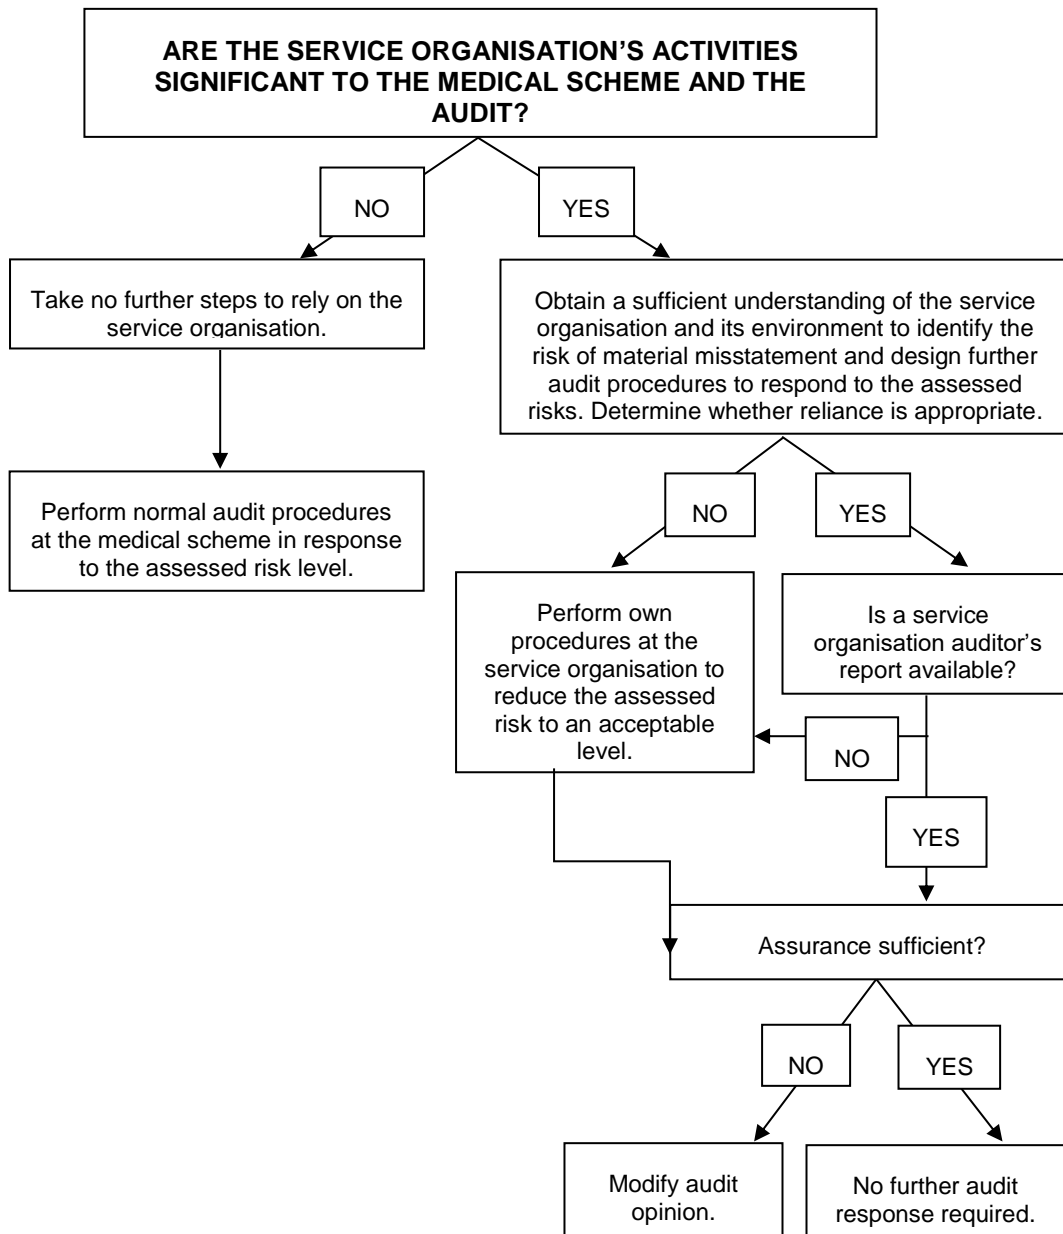 ARE THE SERVICE ORGANISATION’S ACTIVITIES
SIGNIFICANT TO THE MEDICAL SCHEME AND THE
AUDIT?
NO
YES
Take no further steps to rely on the
service organisation.
Obtain a sufficient understanding of the service
organisation and its environment to identify the
risk of material misstatement and design further
audit procedures to respond to the assessed
risks. Determine whether reliance is appropriate.
Perform normal audit procedures
at the medical scheme in response
to the assessed risk level.
NO
YES
Perform own
procedures at the
service organisation to
reduce the assessed
risk to an acceptable
level.
Is a service
organisation auditor’s
report available?
NO
YES
Assurance sufficient?
NO
YES
Modify audit
opinion.
No further audit
response required.